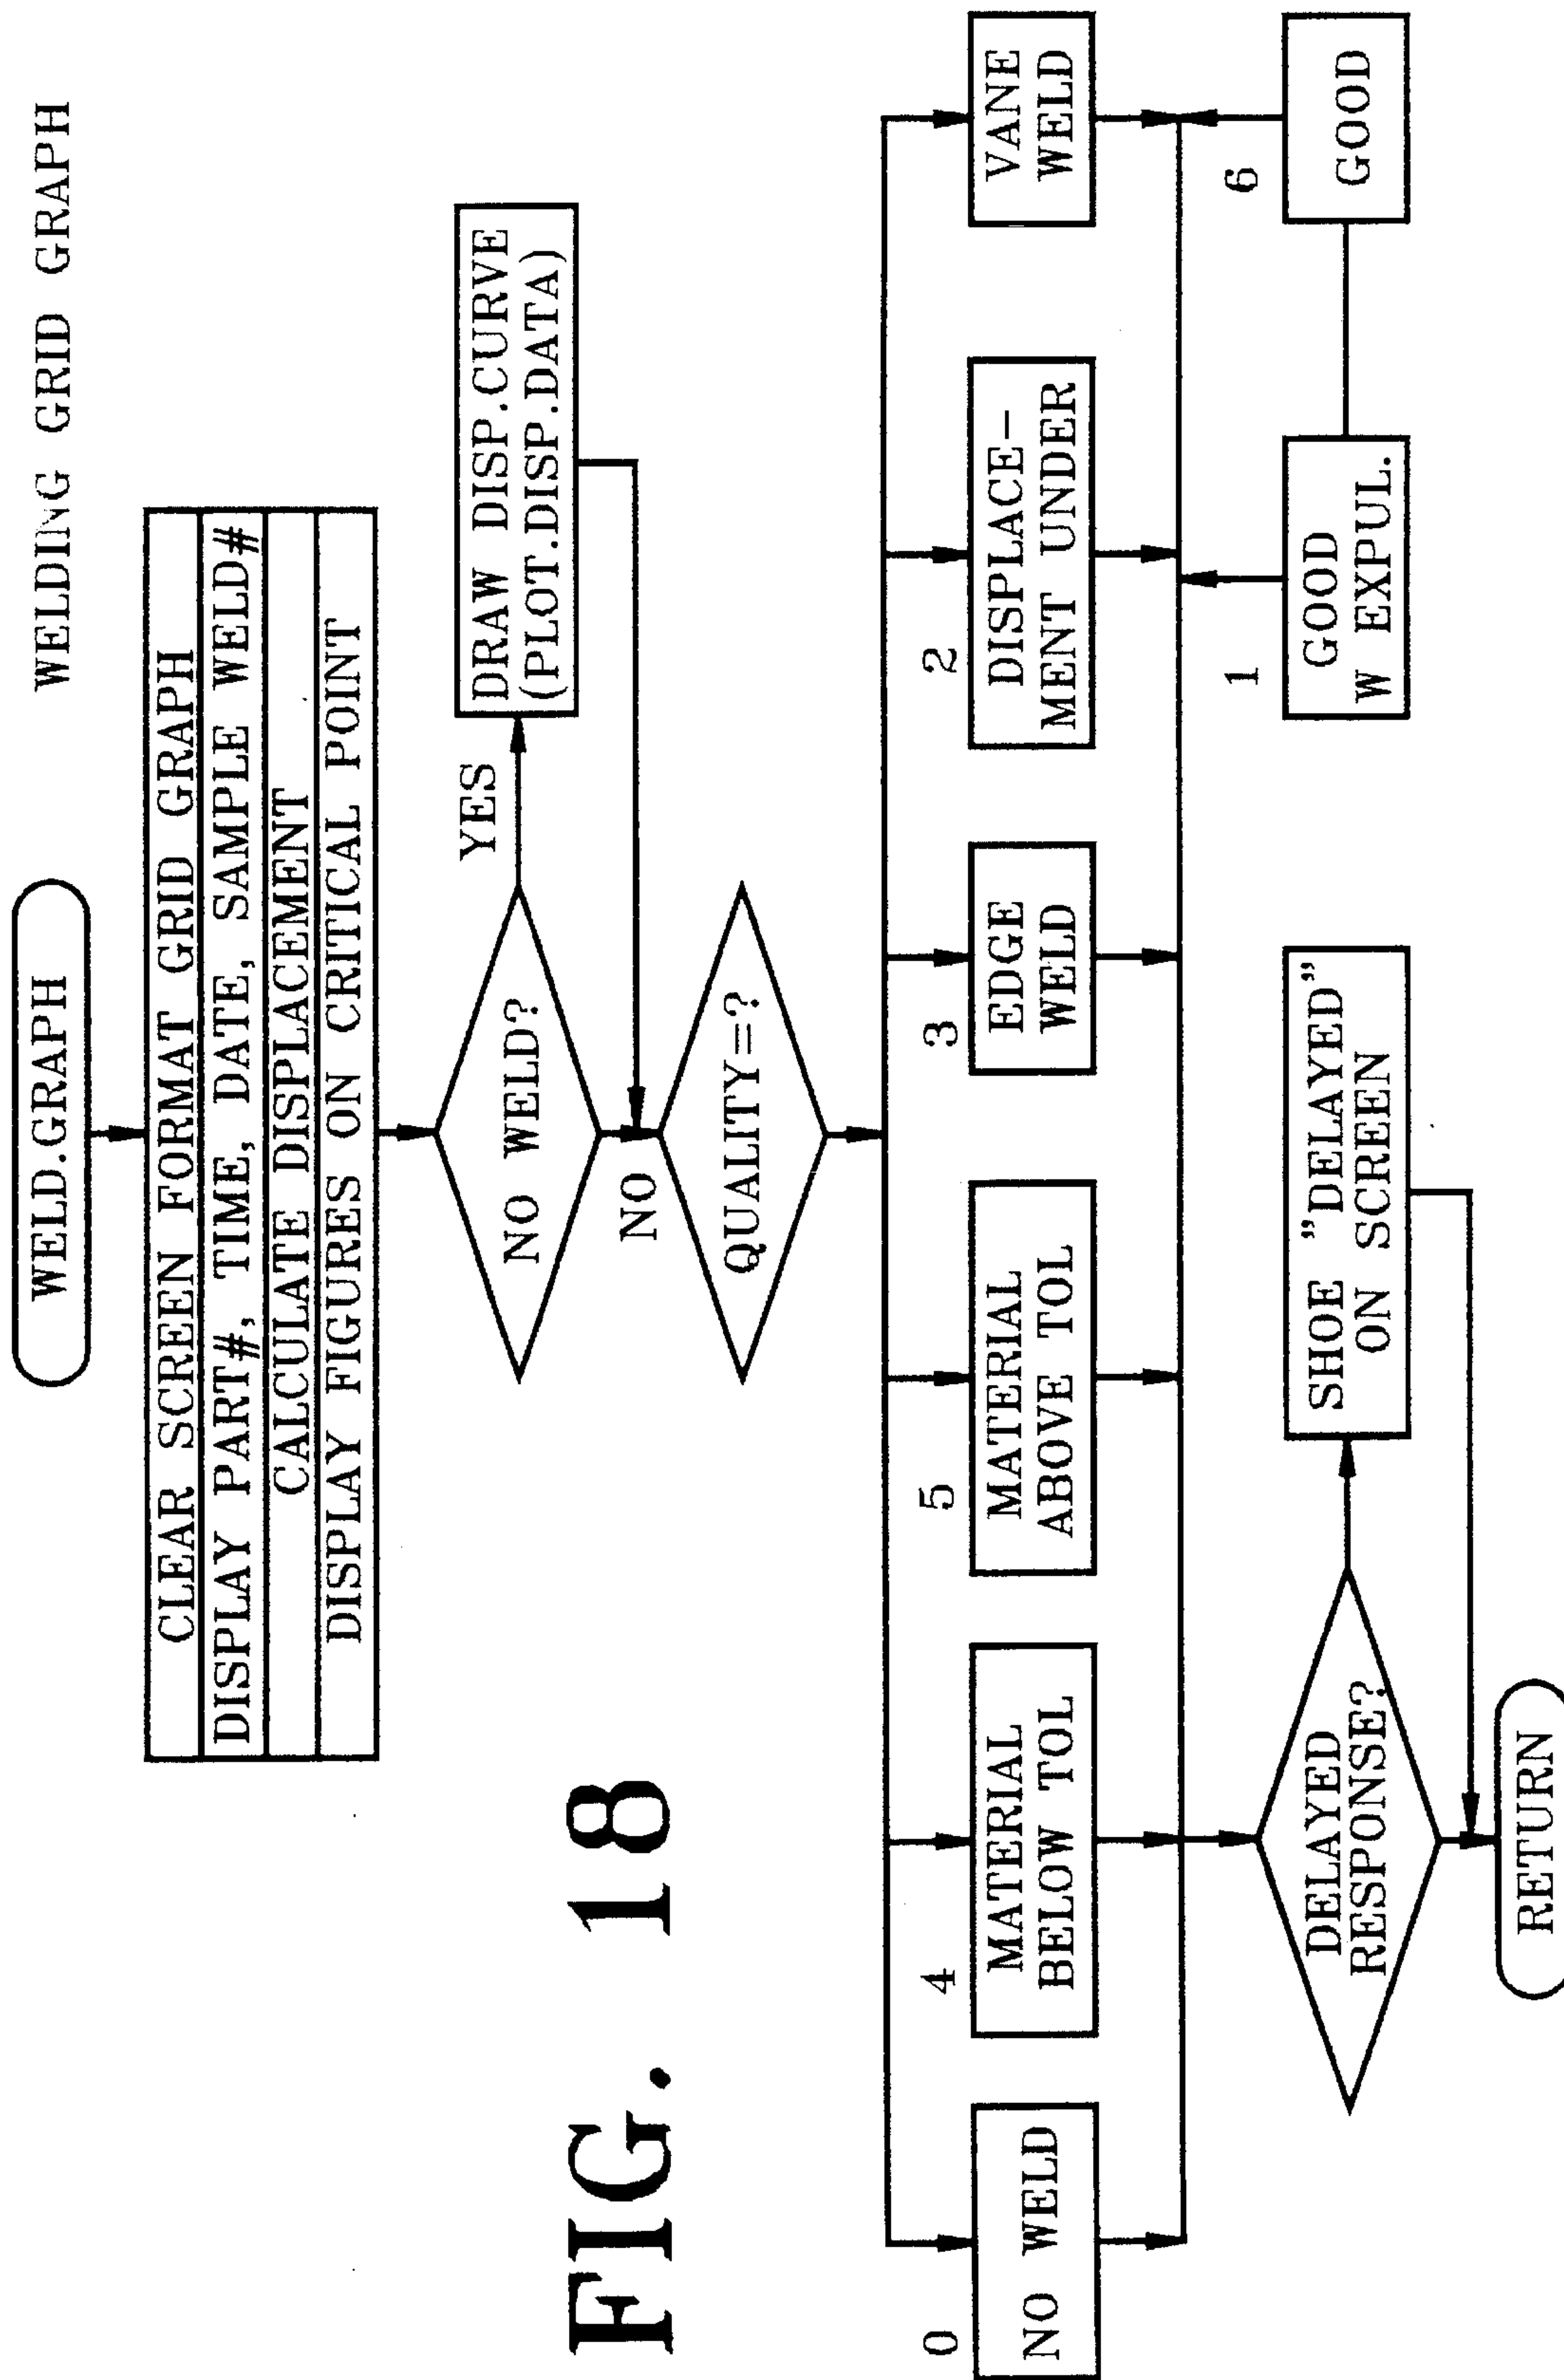 WELDING GRID GRAPH
WELD.GRAPH
CLEAR SCREEN FORMAT GRID GRAPH
DISPLAY PART#, TIME, DATE, SAMPLE WELD#
CALCULATE DISPLACEMENT
DISPLAY FIGURES ON CRITICAL POINT
NO WELD?
YES
DRAW DISP.CURVE
(PLOT.DISP.DATA)
NO
QUALITY=?
FIG. 18
0
NO WELD
4
MATERIAL
BELOW TOL
5
MATERIAL
ABOVE TOL
3
EDGE
WELD
2
DISPLACE-
MENT UNDER
VANE
WELD
DELAYED
RESPONSE?
SHOE "DELAYED"
ON SCREEN
1
GOOD
W EXPUL.
6
GOOD
RETURN